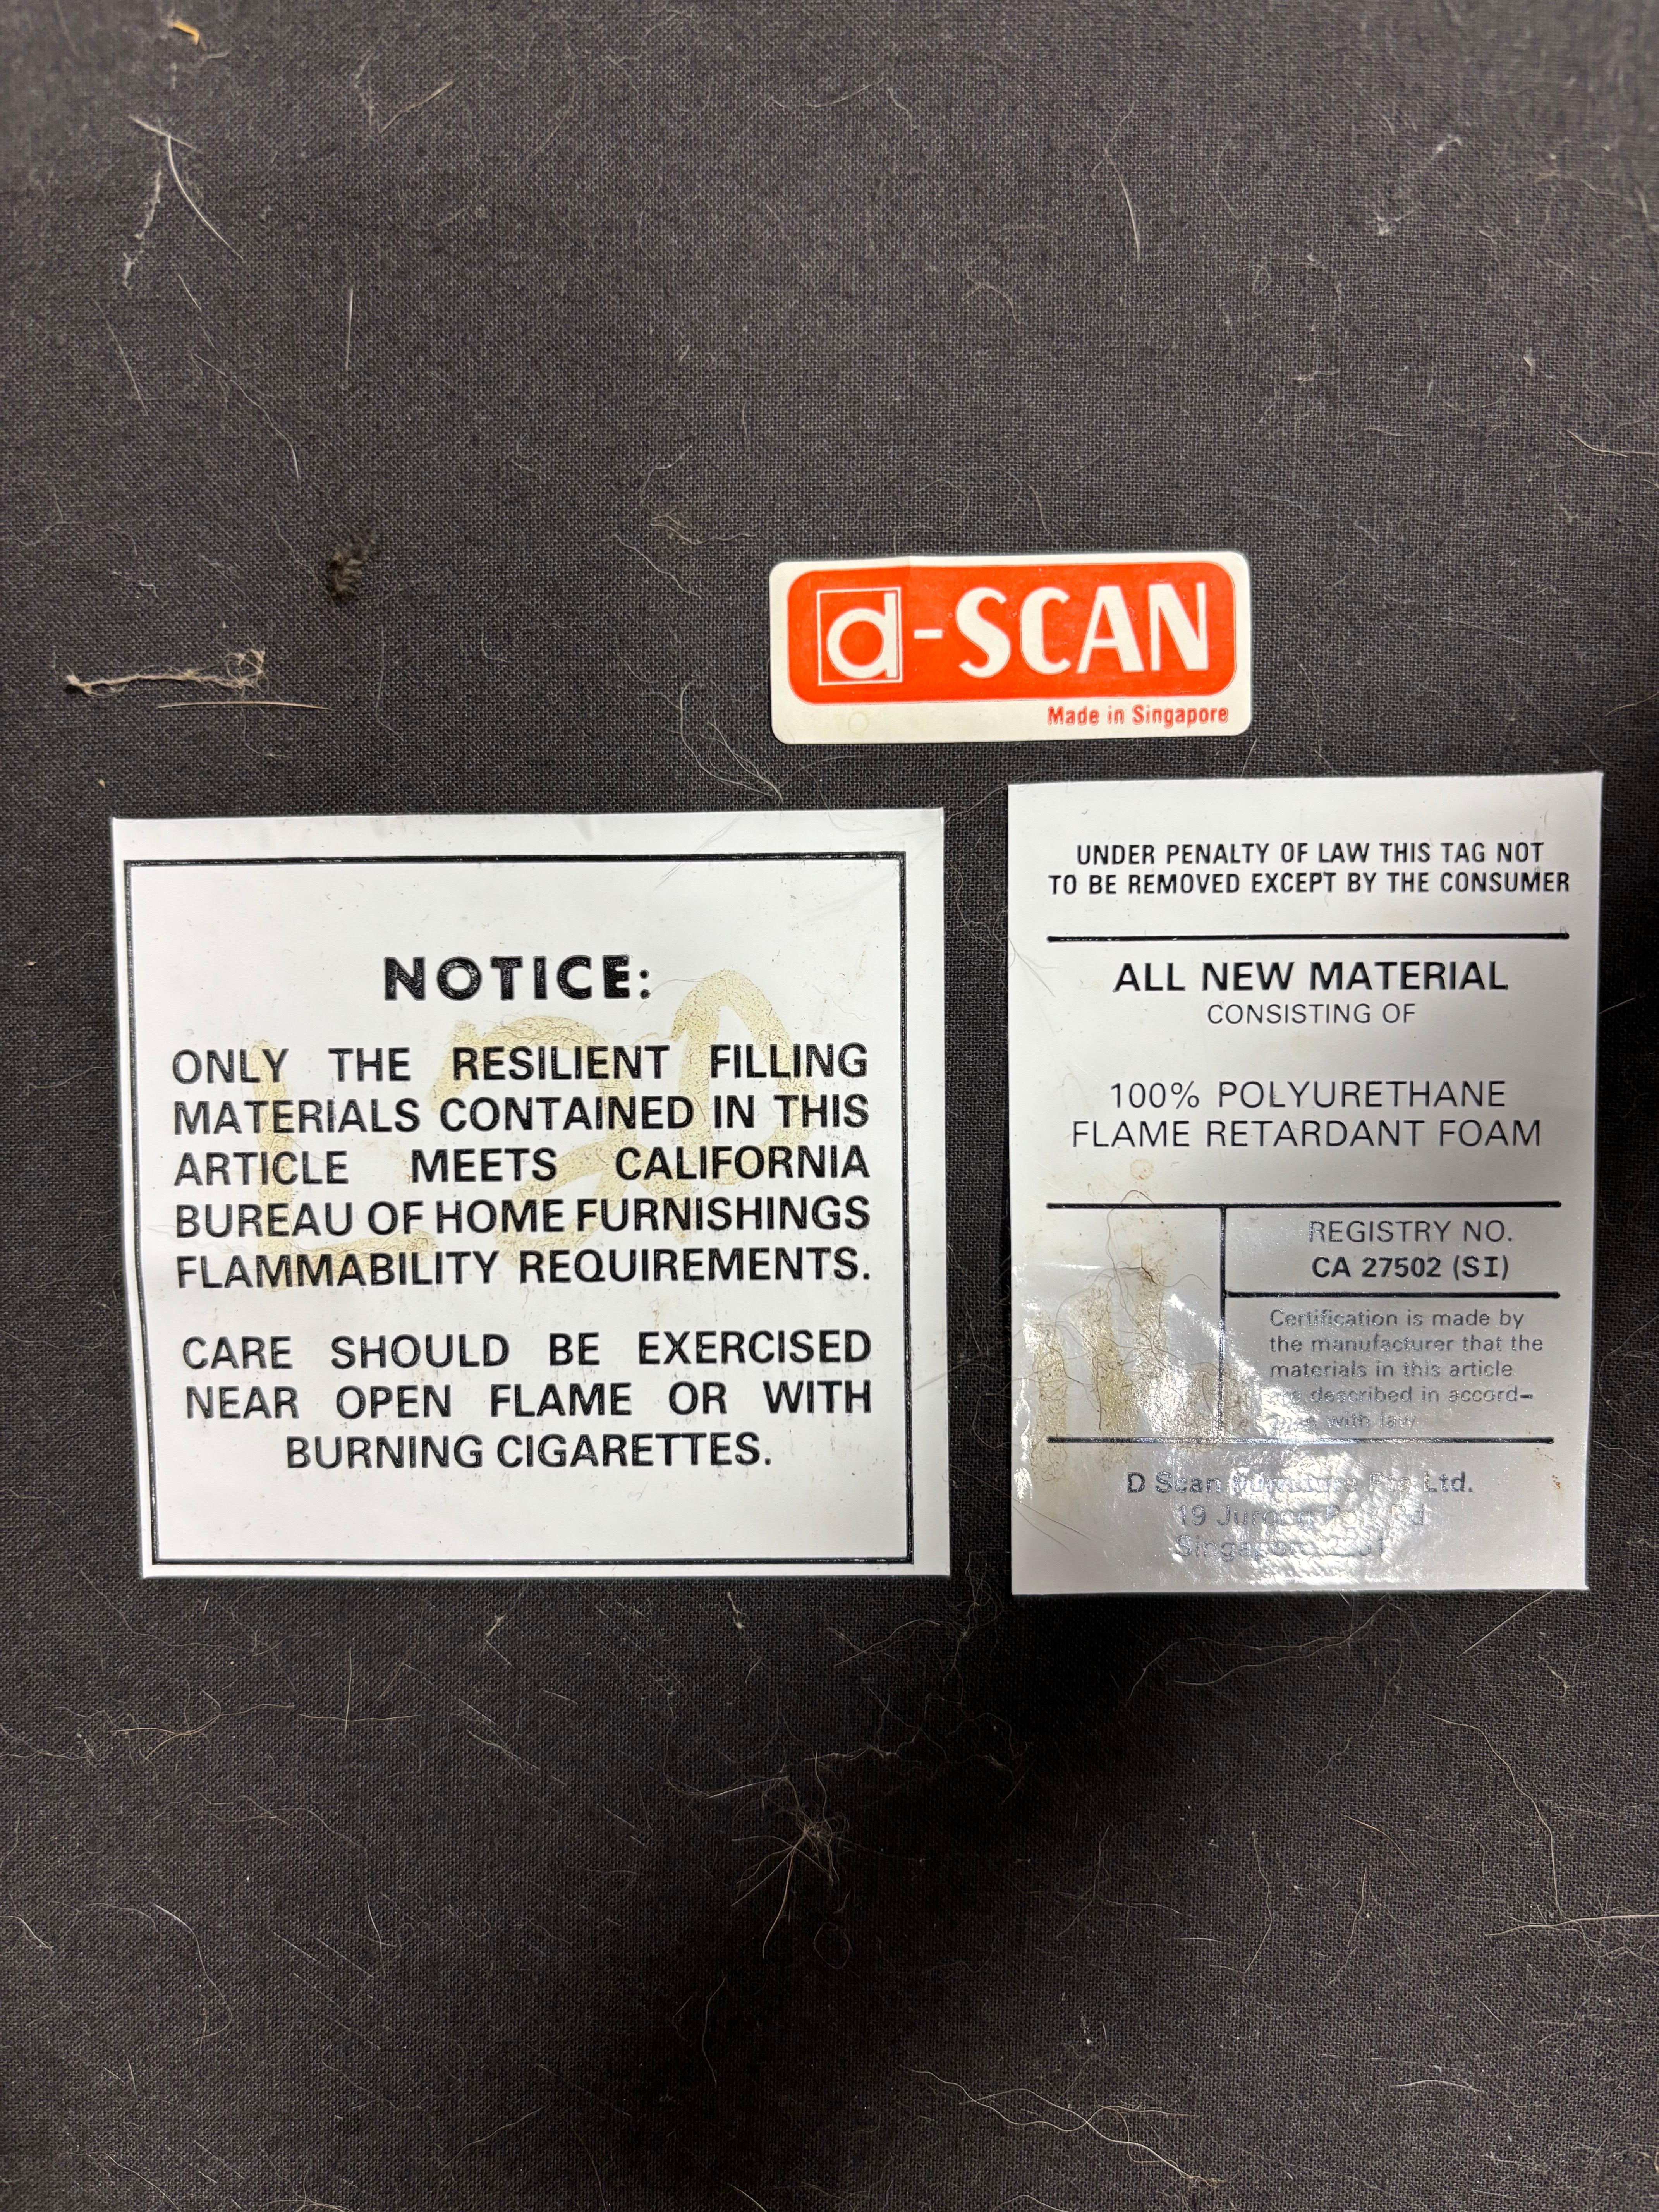 d-SCAN
Made in Singapore
NOTICE:
ONLY THE RESILIENT FILLING
MATERIALS CONTAINED IN THIS
ARTICLE MEETS CALIFORNIA
BUREAU OF HOME FURNISHINGS
FLAMMABILITY REQUIREMENTS.
CARE SHOULD BE EXERCISED
NEAR OPEN FLAME OR WITH
BURNING CIGARETTES.
UNDER PENALTY OF LAW THIS TAG NOT
TO BE REMOVED EXCEPT BY THE CONSUMER
ALL NEW MATERIAL
CONSISTING OF
100% POLYURETHANE
FLAME RETARDANT FOAM
REGISTRY NO.
CA 27502 (SI)
Certification is made by
the manufacturer that the
materials in this article
described in accord-
with law
D Scan Ltd.
19
Singapore